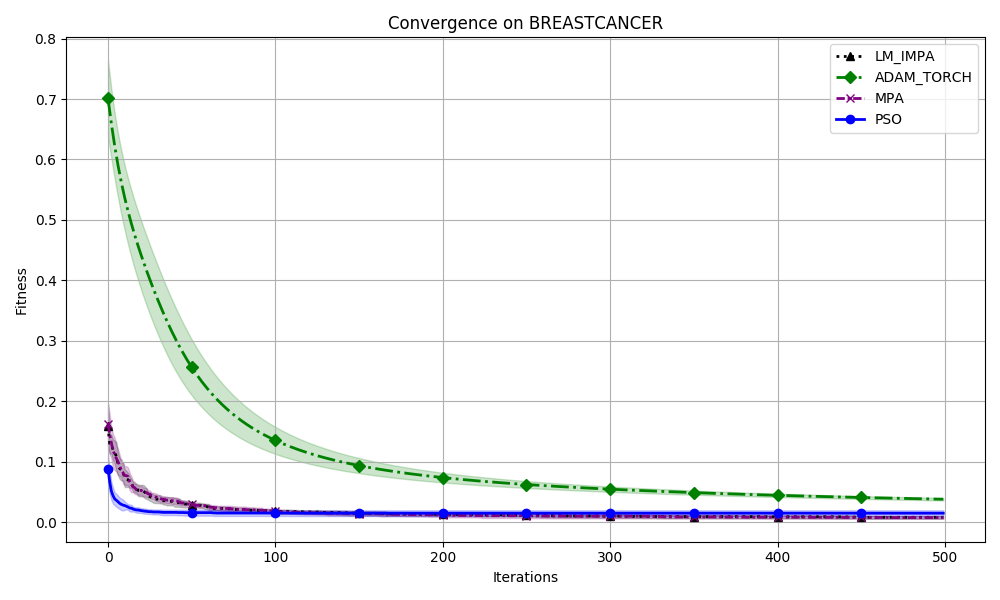 Convergence on BREASTCANCER
LM_IMPA
ADAM_TORCH
MPA
PSO
Fitness
0.8
0.7
0.6
0.5
0.4
0.3
0.2
0.1
0.0
0
100
200
300
400
500
Iterations